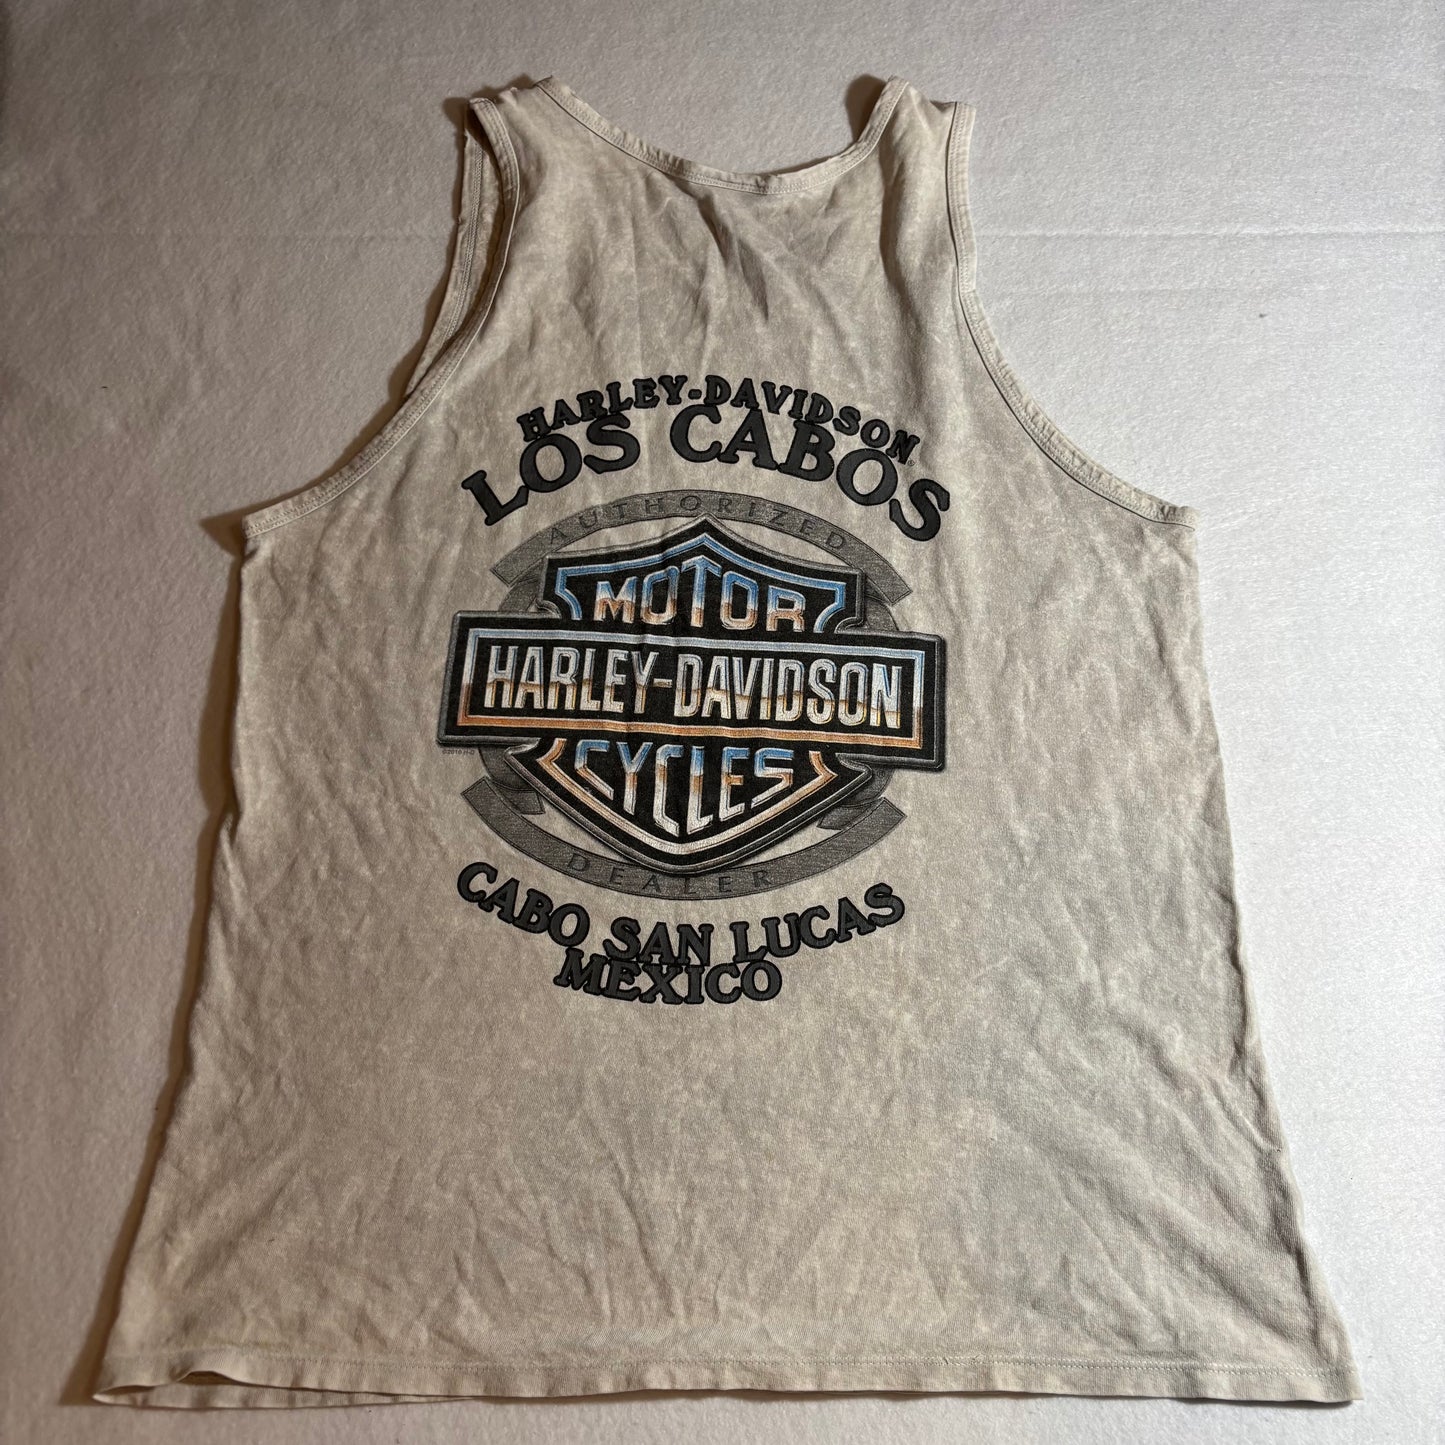 HARLEY-DAVIDSON
LOS CABOS
AUTHORIZED
MOTOR
HARLEY-DAVIDSON
CYCLES
DEALER
CABO SAN LUCAS
MEXICO